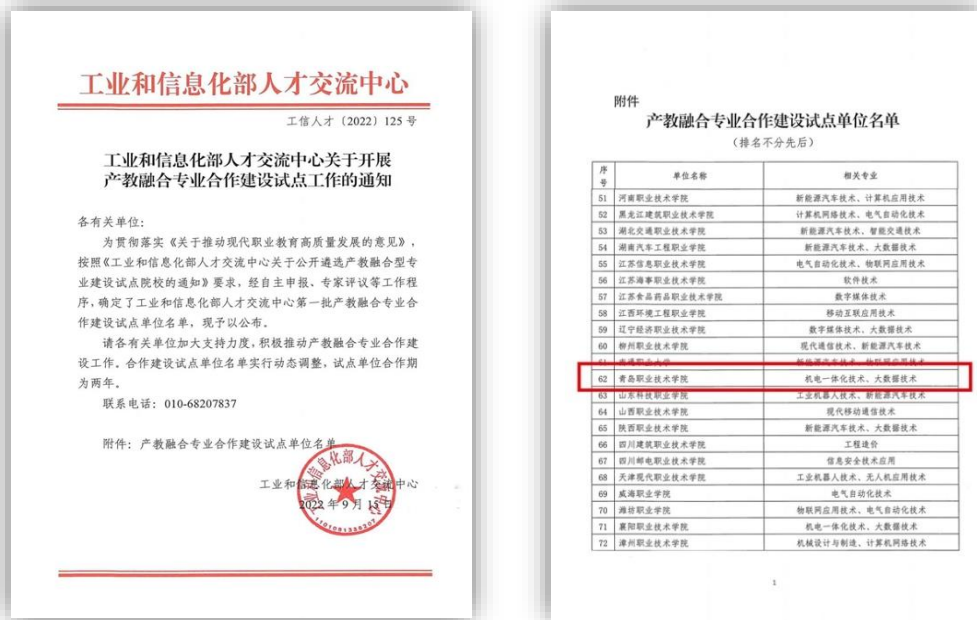 工业和信息化部人才交流中心
工信人才〔2022〕125 号
工业和信息化部人才交流中心关于开展
产教融合专业合作建设试点工作的通知
各有关单位：
为贯彻落实《关于推动现代职业教育高质量发展的意见》，
按照《工业和信息化部人才交流中心关于公开遴选产教融合型专
业建设试点院校的通知》要求，经自主申报、专家评议等工作程
序，确定了工业和信息化部人才交流中心第一批产教融合专业合
作建设试点单位名单，现予以公布。
请各有关单位加大支持力度，积极推动产教融合专业合作建
设工作。合作建设试点单位名单实行动态调整，试点单位合作期
为两年。
联系电话：010-68207837
附件：产教融合专业合作建设试点单位名单
工业和信息化部人才交流中心
2022 年 9 月 15 日
工业和信息化部人才交流中心
附件
产教融合专业合作建设试点单位名单
（排名不分先后）
序号 单位名称 相关专业
51 河南职业技术学院 新能源汽车技术、计算机应用技术
52 黑龙江建筑职业技术学院 计算机网络技术、电气自动化技术
53 湖北交通职业技术学院 新能源汽车技术、智能交通技术
54 湖南汽车工程职业学院 新能源汽车技术、大数据技术
55 江苏信息职业技术学院 电气自动化技术、物联网应用技术
56 江苏海事职业技术学院 软件技术
57 江苏食品药品职业技术学院 数字媒体技术
58 江西环境工程职业学院 移动互联应用技术
59 辽宁经济职业技术学院 数字媒体技术、大数据技术
60 柳州职业技术学院 现代通信技术、新能源汽车技术
61 南通职业大学 新能源汽车技术、物联网应用技术
62 青岛职业技术学院 机电一体化技术、大数据技术
63 山东科技职业学院 工业机器人技术、新能源汽车技术
64 山西职业技术学院 现代移动通信技术
65 陕西职业技术学院 新能源汽车技术、大数据技术
66 四川建筑职业技术学院 工程造价
67 四川邮电职业技术学院 信息安全技术应用
68 天津现代职业技术学院 工业机器人技术、无人机应用技术
69 威海职业学院 电气自动化技术
70 潍坊职业学院 物联网应用技术、电气自动化技术
71 襄阳职业技术学院 机电一体化技术、大数据技术
72 漳州职业技术学院 机械设计与制造、计算机网络技术
1